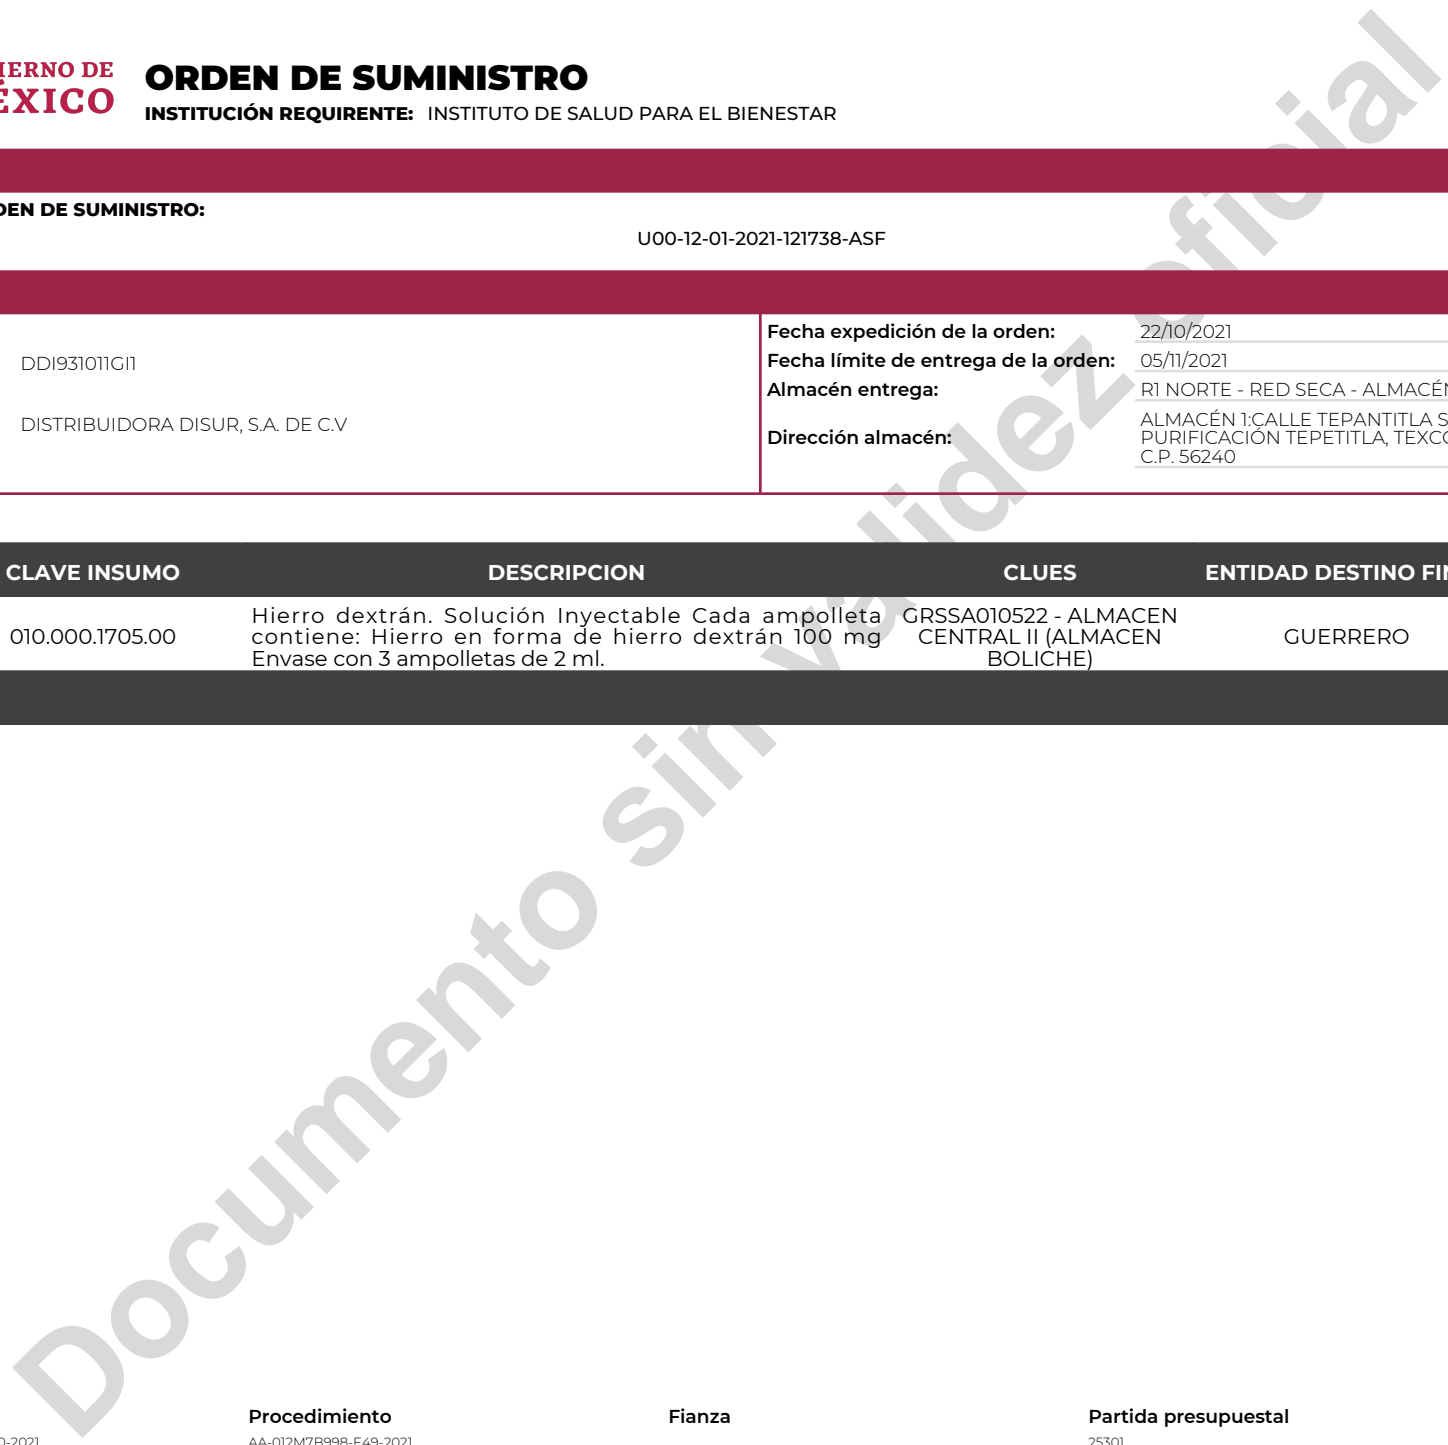 IERNO DE
ÉXICO
ORDEN DE SUMINISTRO
INSTITUCIÓN REQUIRENTE: INSTITUTO DE SALUD PARA EL BIENESTAR
DEN DE SUMINISTRO:
U00-12-01-2021-121738-ASF
DDI931011GI1
DISTRIBUIDORA DISUR, S.A. DE C.V
Fecha expedición de la orden: 22/10/2021
Fecha límite de entrega de la orden: 05/11/2021
Almacén entrega: R1 NORTE - RED SECA - ALMACÉN
Dirección almacén: ALMACÉN 1:CALLE TEPANTITLA S
PURIFICACIÓN TEPETITLA, TEXCO
C.P. 56240
CLAVE INSUMO DESCRIPCION CLUES ENTIDAD DESTINO FIN
010.000.1705.00
Hierro dextrán. Solución Inyectable Cada ampolleta
contiene: Hierro en forma de hierro dextrán 100 mg
Envase con 3 ampolletas de 2 ml.
GRSSA010522 - ALMACEN
CENTRAL II (ALMACEN
BOLICHE)
GUERRERO
Documento sin validez oficial
Procedimiento Fianza Partida presupuestal
0-2021 AA-012M7B998-E49-2021 25301